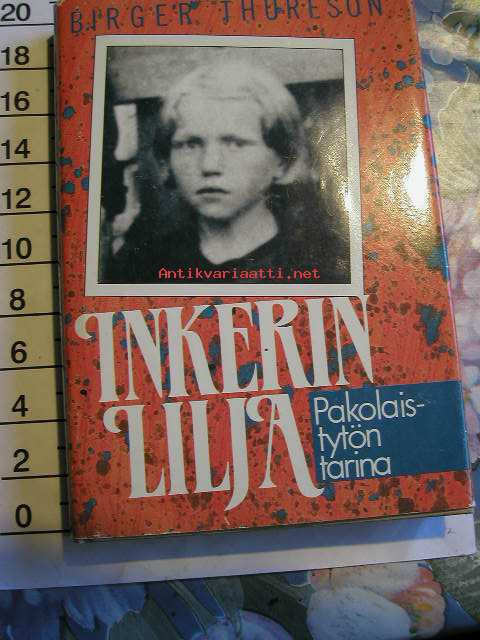 BIRGER THURESON
Antikvariaatti.net
INKERIN
LILJA
Pakolais-
tytön
tarina
20
18
16
14
12
10
8
6
4
2
0